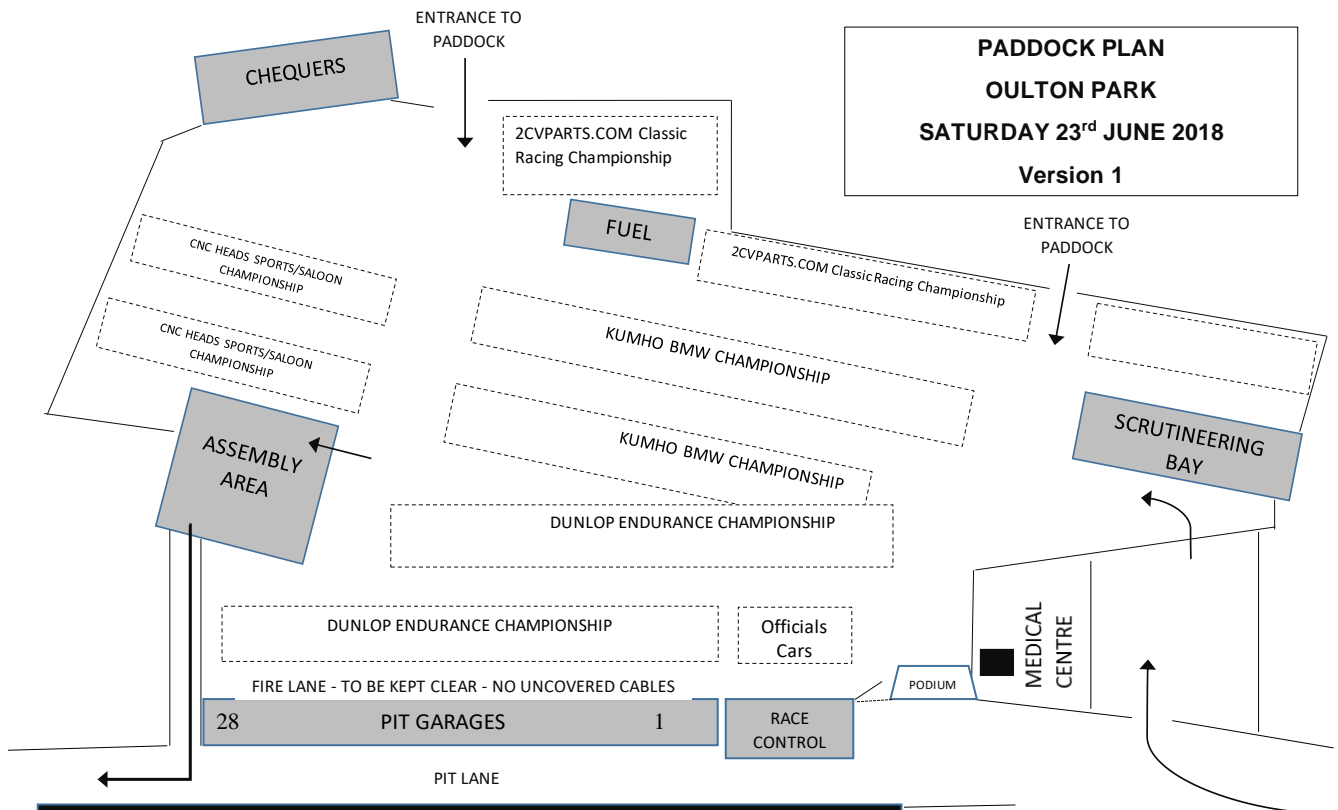 ENTRANCE TO
PADDOCK
CHEQUERS
PADDOCK PLAN
OULTON PARK
SATURDAY 23rd JUNE 2018
Version 1
2CVPARTS.COM Classic
Racing Championship
FUEL
ENTRANCE TO
PADDOCK
CNC HEADS SPORTS/SALOON
CHAMPIONSHIP
2CVPARTS.COM Classic Racing Championship
CNC HEADS SPORTS/SALOON
CHAMPIONSHIP
KUMHO BMW CHAMPIONSHIP
ASSEMBLY
AREA
KUMHO BMW CHAMPIONSHIP
SCRUTINEERING
BAY
DUNLOP ENDURANCE CHAMPIONSHIP
DUNLOP ENDURANCE CHAMPIONSHIP
Officials
Cars
MEDICAL
CENTRE
FIRE LANE - TO BE KEPT CLEAR - NO UNCOVERED CABLES
PODIUM
28 PIT GARAGES 1
RACE
CONTROL
PIT LANE